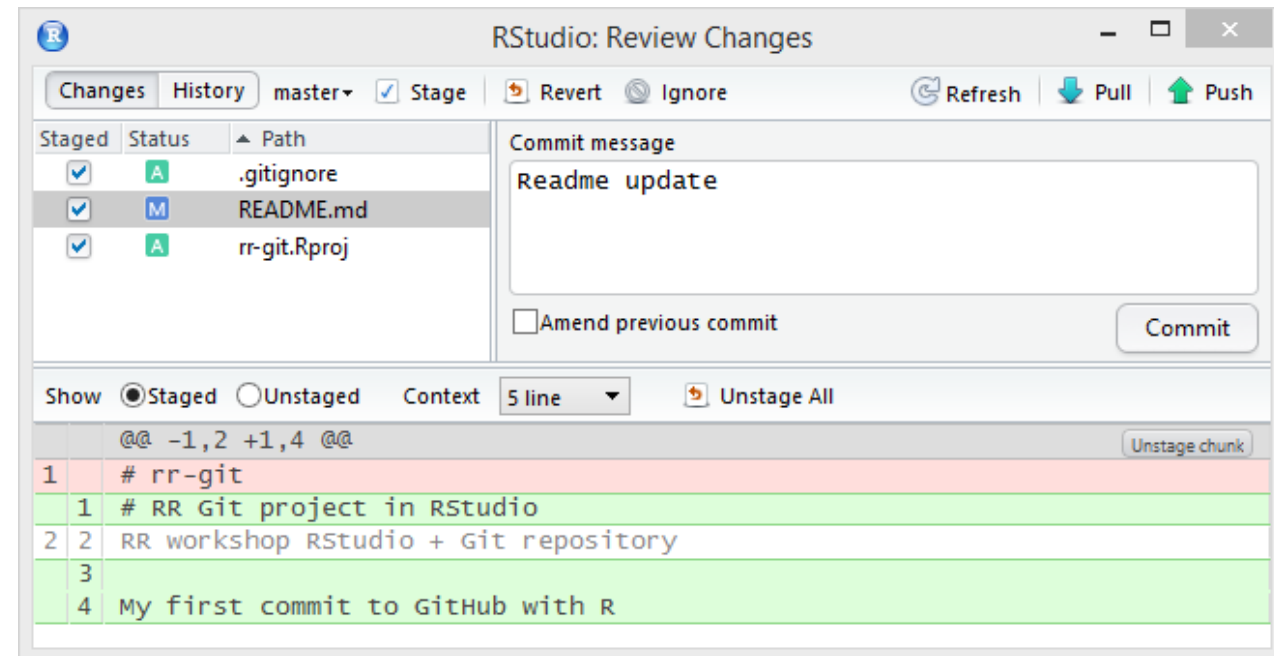 RStudio: Review Changes
Changes History master Stage Revert Ignore Refresh Pull Push
Staged Status Path
A .gitignore
M README.md
A rr-git.Rproj
Commit message
Readme update
Amend previous commit
Commit
Show Staged Unstaged Context 5 line Unstage All
@@ -1,2 +1,4 @@ Unstage chunk
1 # rr-git
1 # RR Git project in RStudio
2 2 RR workshop RStudio + Git repository
3
4 My first commit to GitHub with R